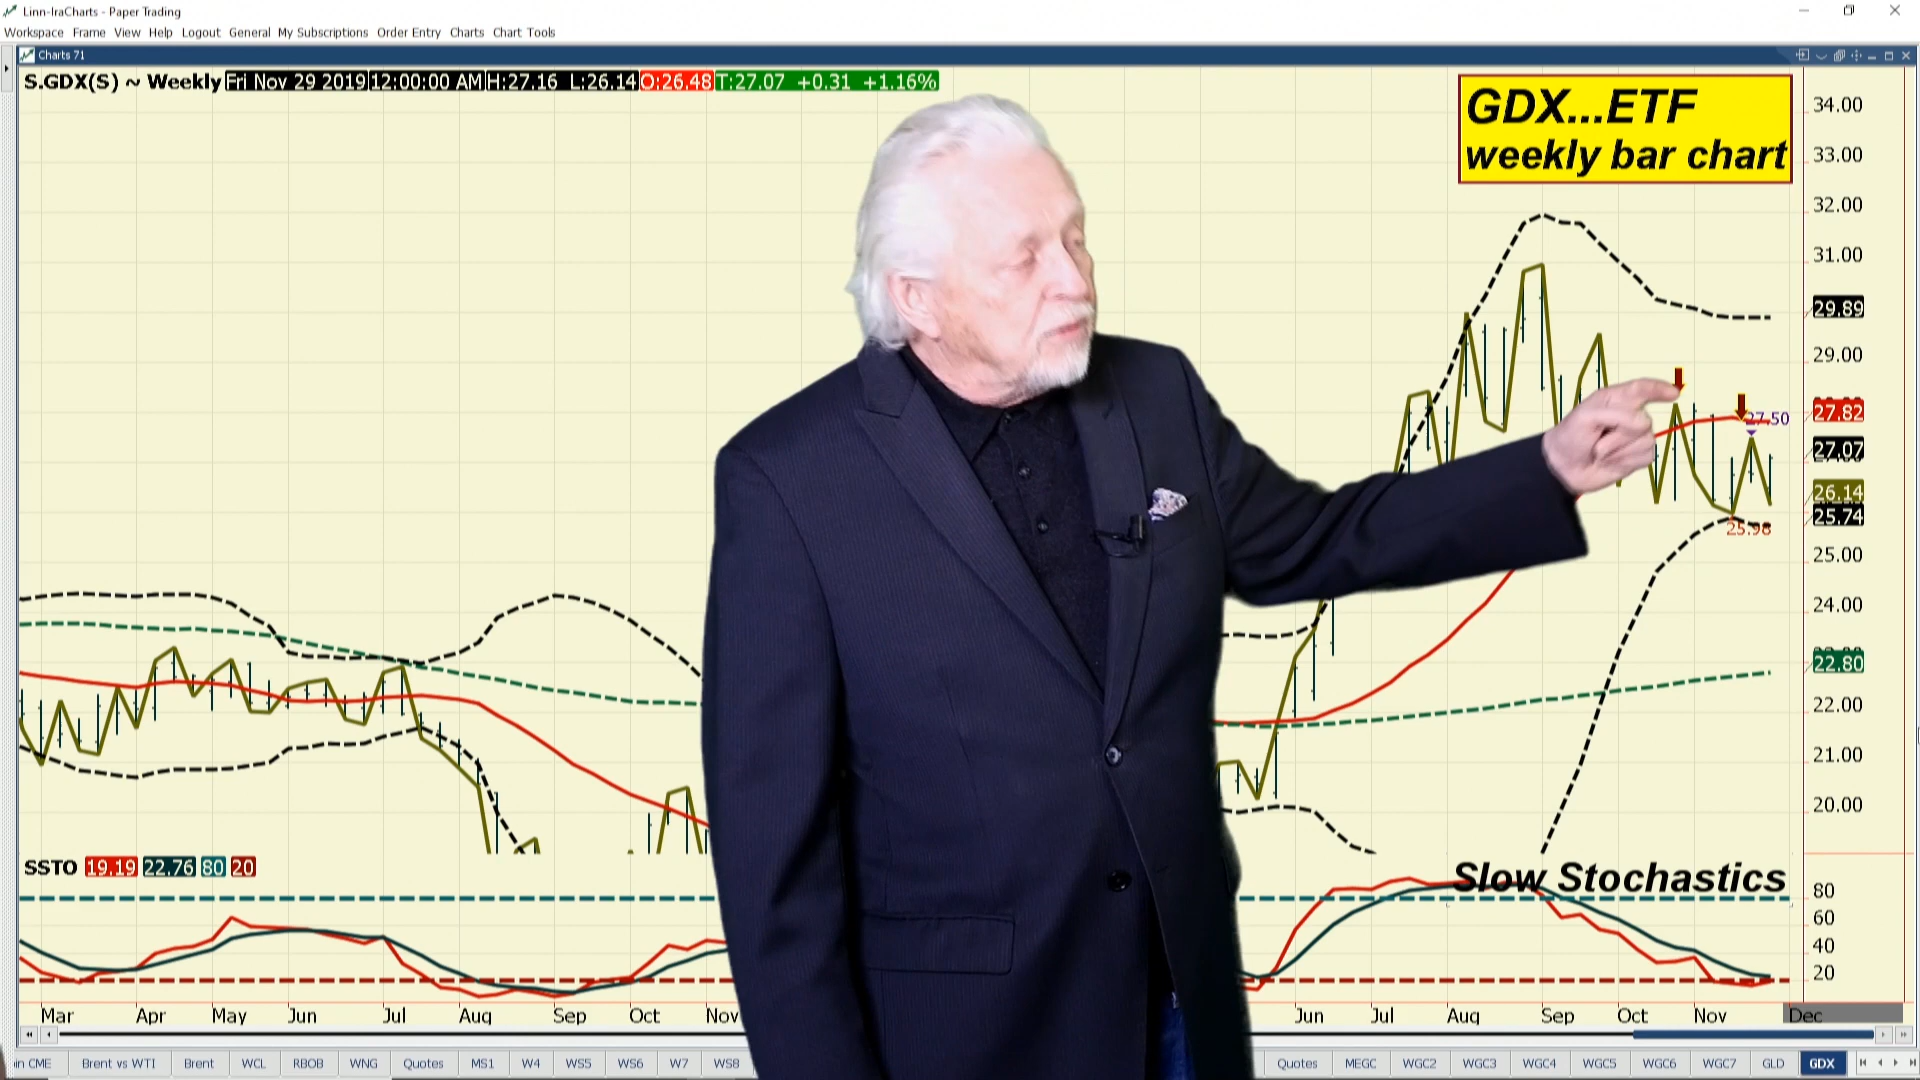 Linn-IraCharts - Paper Trading
Workspace Frame View Help Logout General My Subscriptions Order Entry Charts Chart Tools
Charts 71
S.GDX(S) ~ Weekly Fri Nov 29 2019 12:00:00 AM H:27.16 L:26.14 O:26.48 T:27.07 +0.31 +1.16%
GDX...ETF
weekly bar chart
34.00
33.00
32.00
31.00
29.89
29.00
27.82
27.50
27.07
26.14
25.74
25.98
25.00
24.00
22.80
22.00
21.00
20.00
SSTO 19.19 22.76 80 20
Slow Stochastics
80
60
40
20
Mar Apr May Jun Jul Aug Sep Oct Nov Jun Jul Aug Sep Oct Nov Dec
in CME Brent vs WTI Brent WCL RBOB WNG Quotes MS1 W4 WS5 WS6 W7 WS8 Quotes MEGC WGC2 WGC3 WGC4 WGC5 WGC6 WGC7 GLD GDX